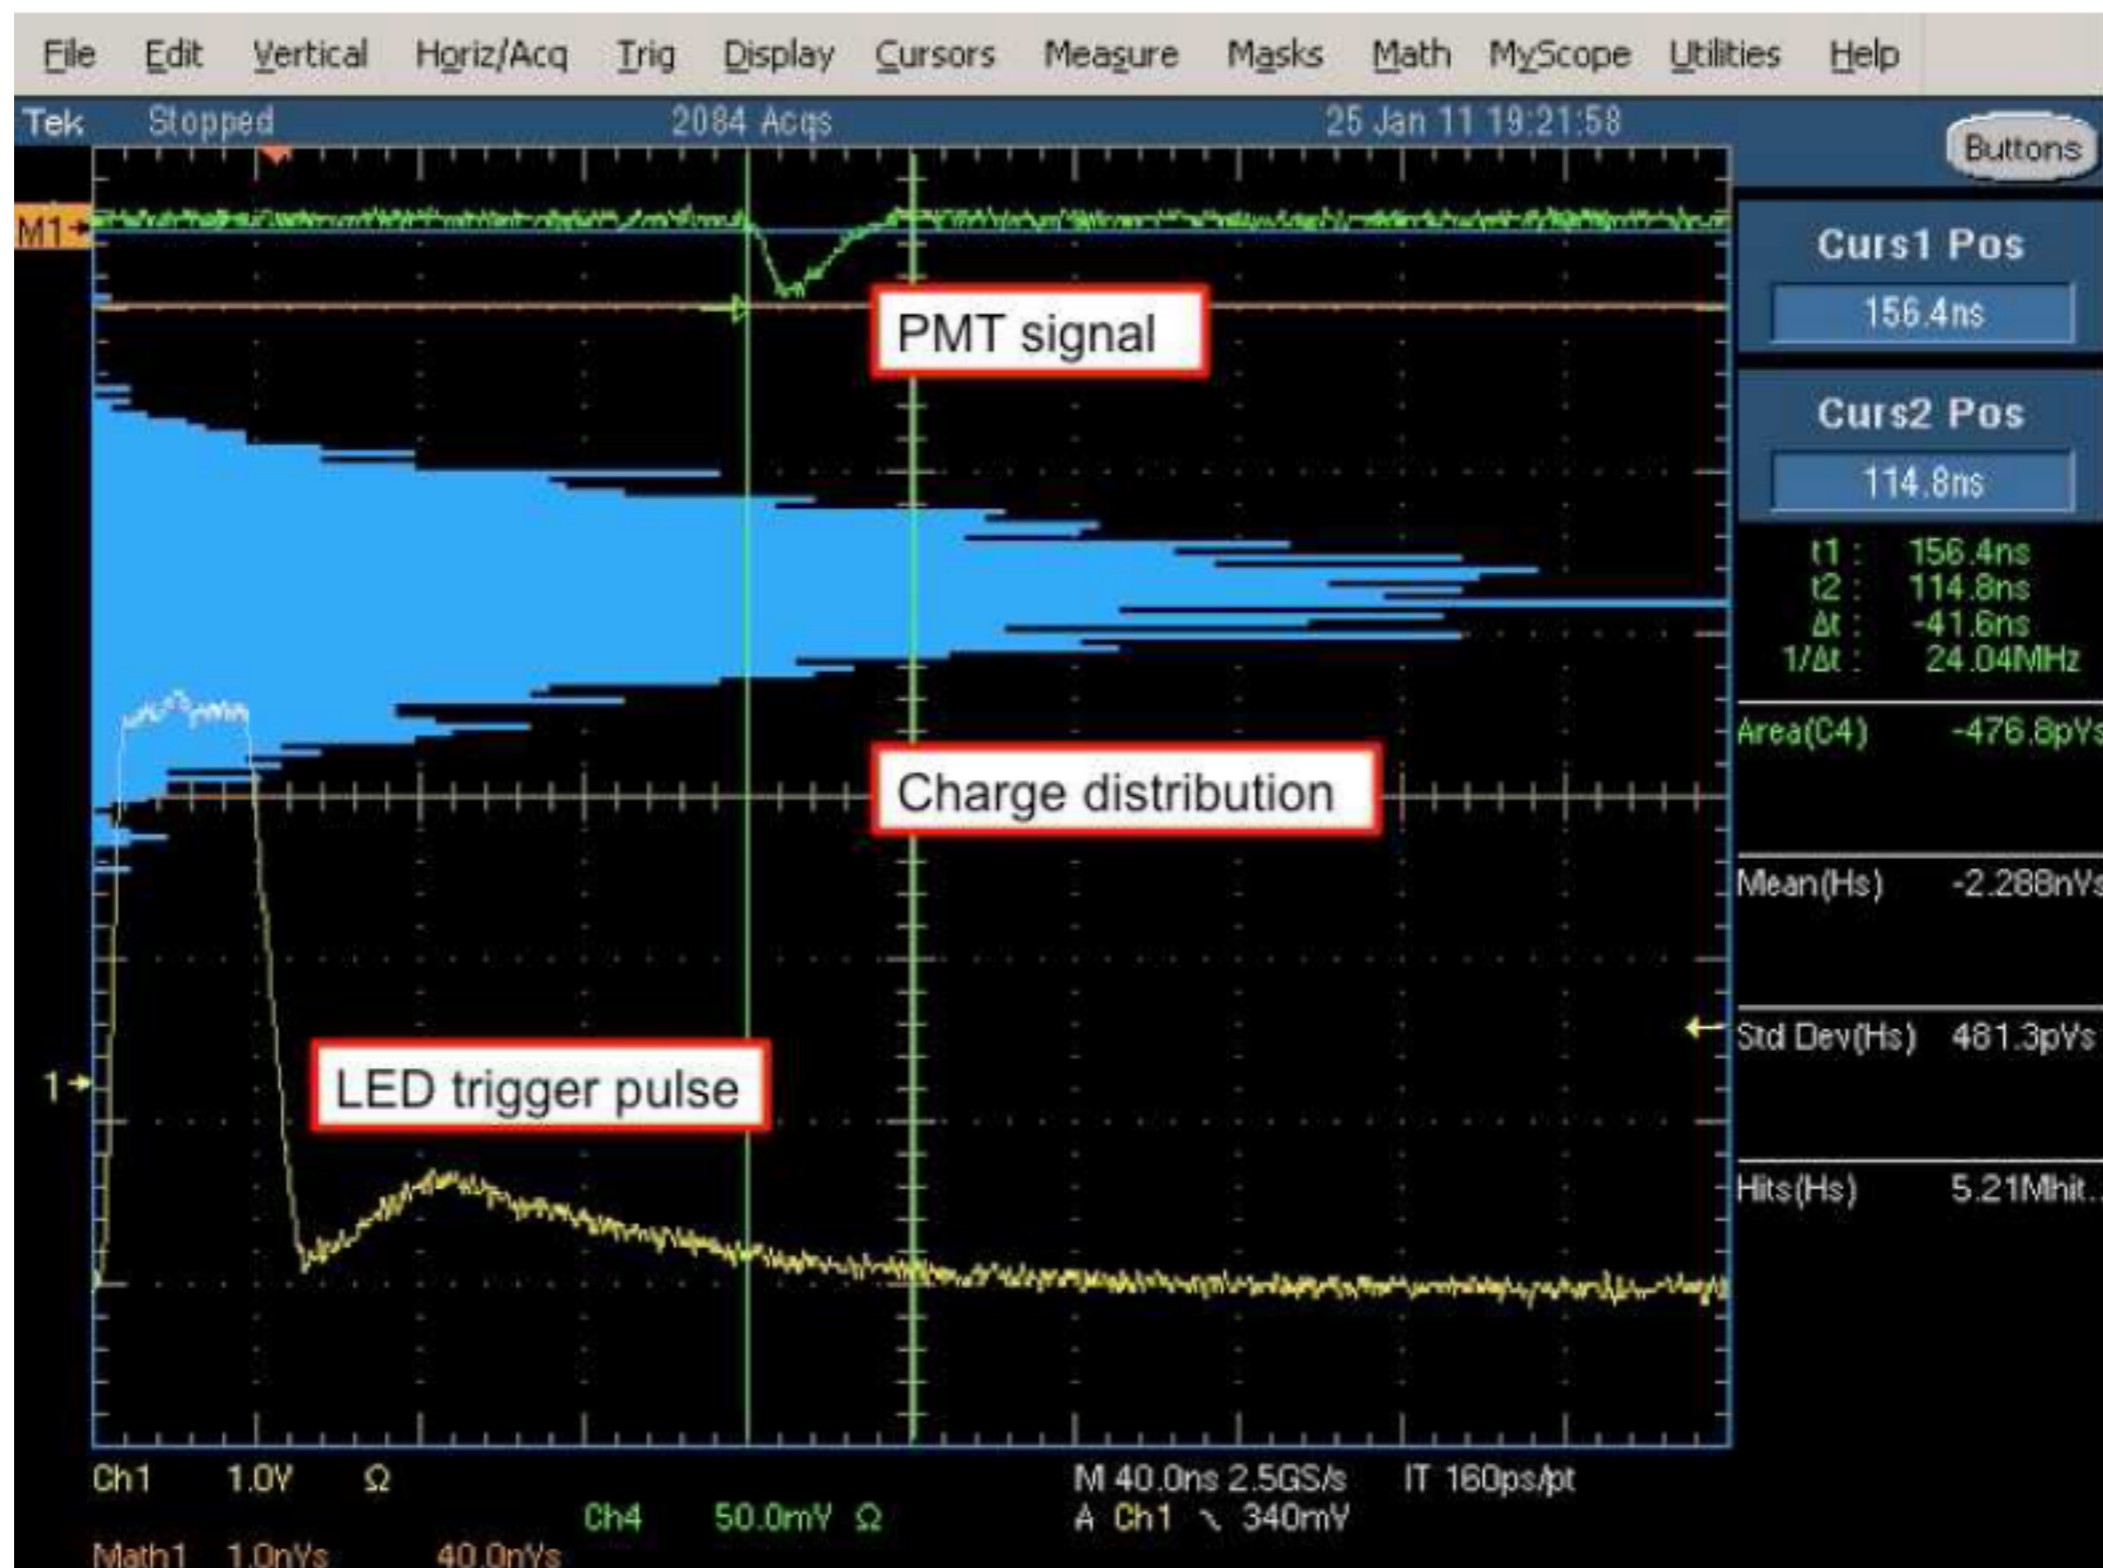 File Edit Vertical Horiz/Acq Trig Display Cursors Measure Masks Math MyScope Utilities Help
Tek Stopped 2084 Acqs 25 Jan 11 19:21:58
Buttons
M1
Curs1 Pos
156.4ns
PMT signal
Curs2 Pos
114.8ns
t1 : 156.4ns
t2 : 114.8ns
Δt : -41.6ns
1/Δt : 24.04MHz
Area(C4) -476.8pVs
Charge distribution
Mean(Hs) -2.288nVs
Std Dev(Hs) 481.3pVs
1
LED trigger pulse
Hits(Hs) 5.21Mhit..
Ch1 1.0V Ω M 40.0ns 2.5GS/s IT 160ps/pt
Ch4 50.0mV Ω A Ch1 \ 340mV
Math1 1.0nVs 40.0nVs